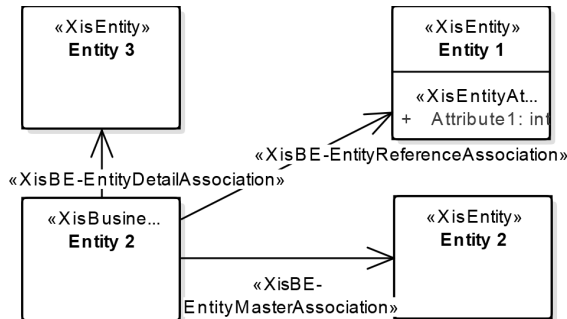 «XisEntity»
Entity 3
«XisEntity»
Entity 1
«XisEntityAt...
+ Attribute1: int
«XisBE-EntityReferenceAssociation»
«XisBE-EntityDetailAssociation»
«XisBusine...
Entity 2
«XisEntity»
Entity 2
«XisBE-
EntityMasterAssociation»